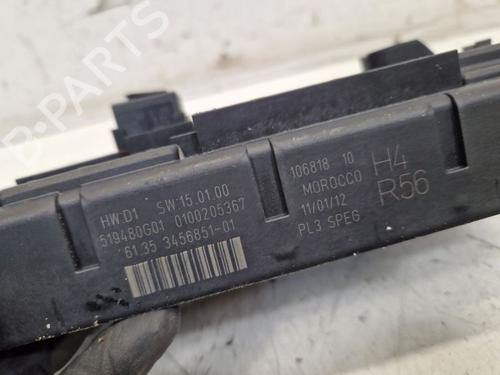 B-PARTS
HW:D1 SW:15.01.00
519480G01 0100205367
61.35 3456851-01
106818 10
MOROCCO
11/01/12
PL3 SPEG
H4
R56